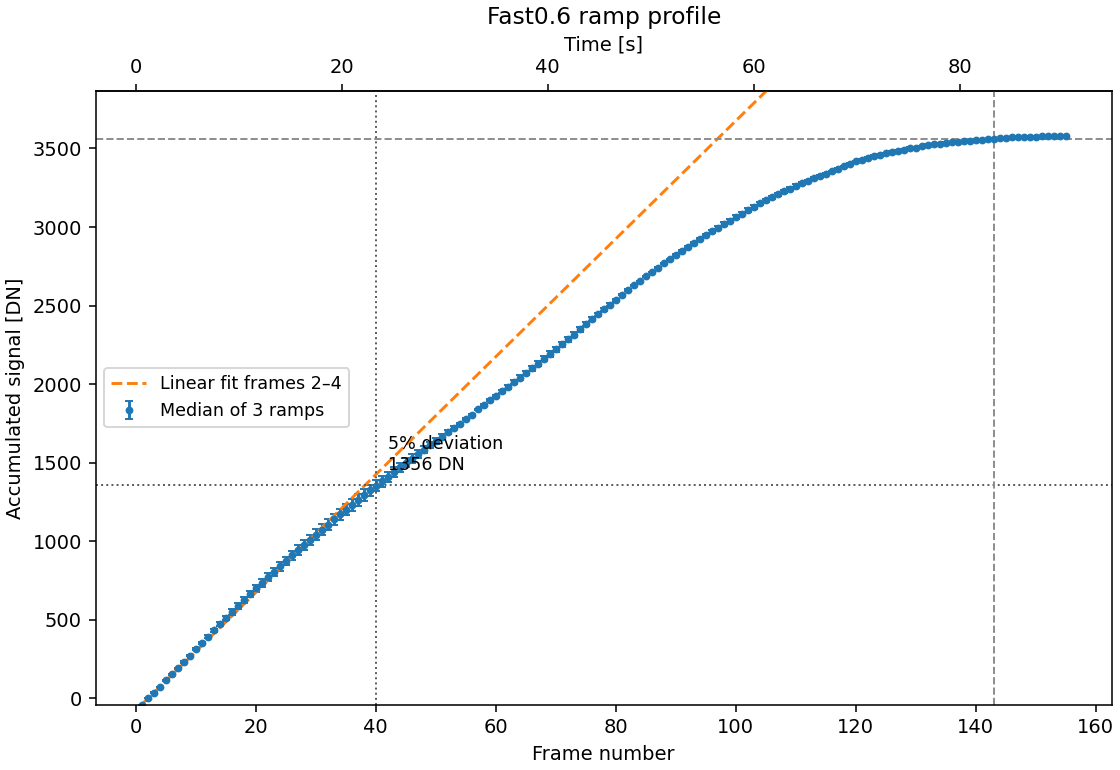 Fast0.6 ramp profile
Time [s]
0 20 40 60 80
3500
3000
2500
2000
1500
1000
500
0
Accumulated signal [DN]
Linear fit frames 2–4
Median of 3 ramps
5% deviation
1356 DN
0 20 40 60 80 100 120 140 160
Frame number